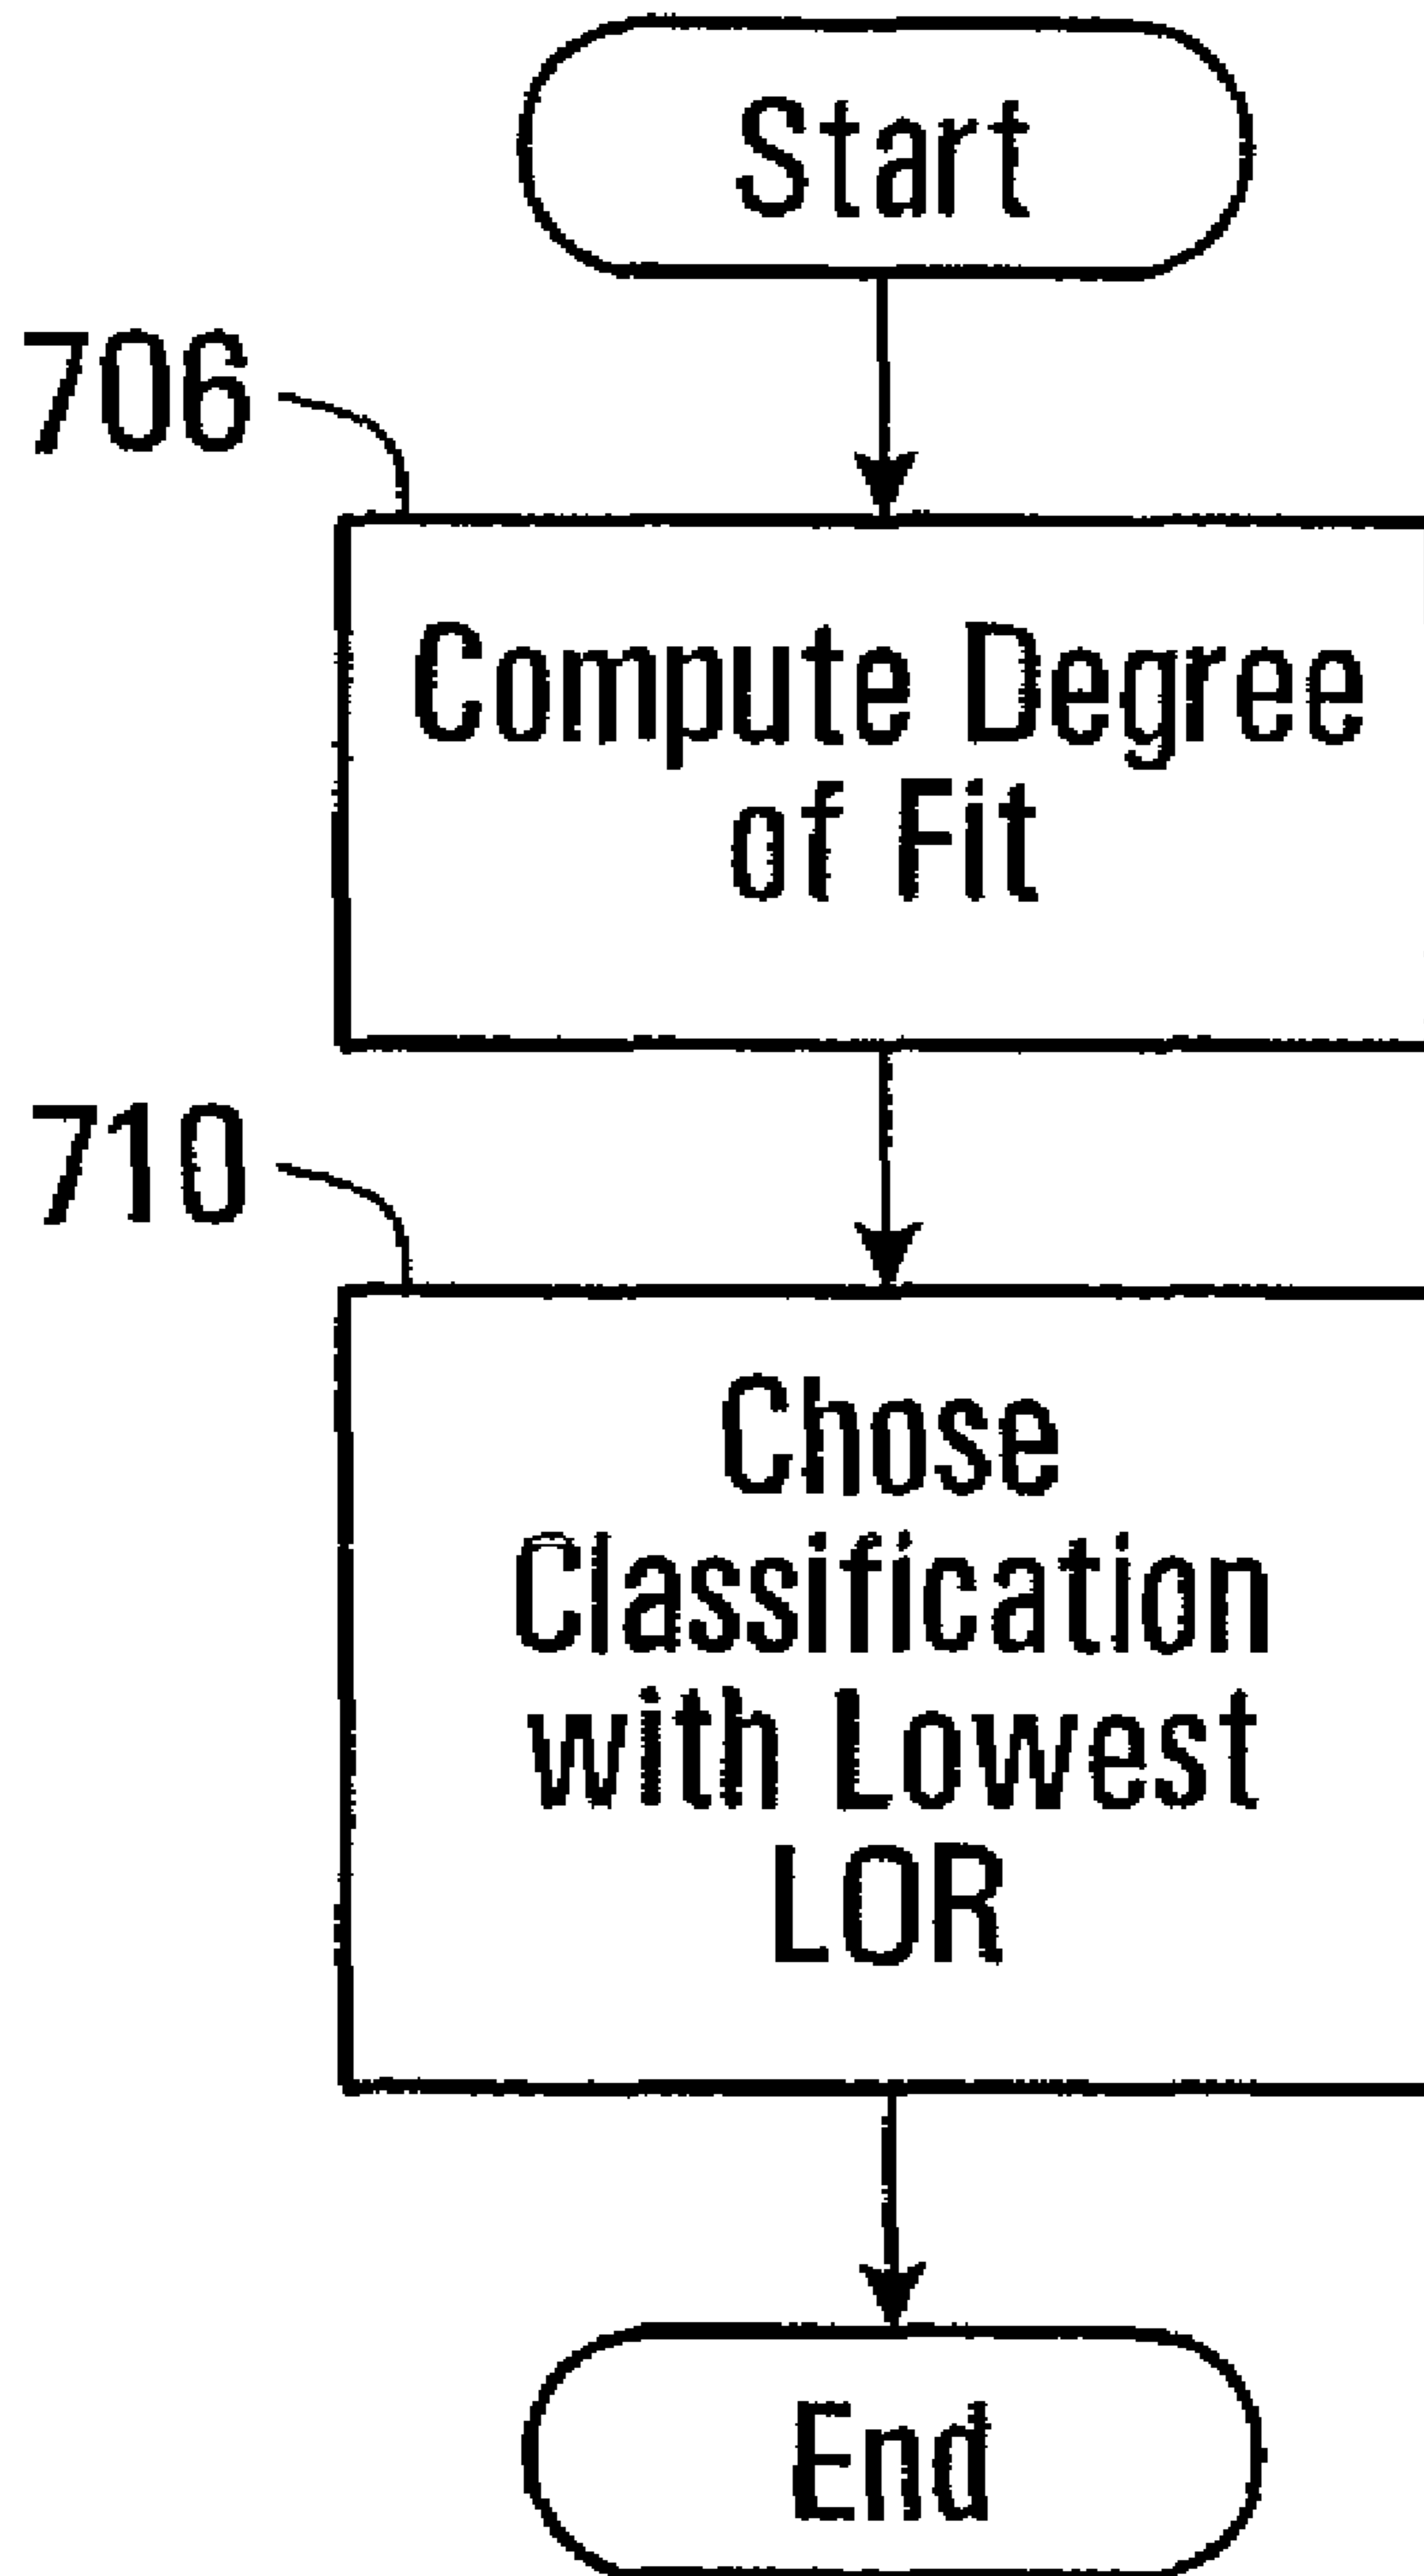 Start
706
Compute Degree
of Fit
710
Chose
Classification
with Lowest
LOR
End